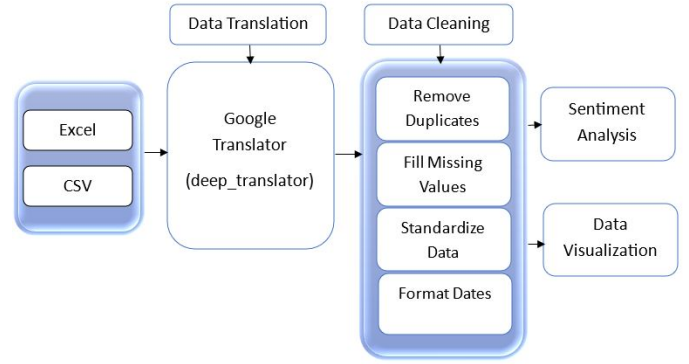 Data Translation
Data Cleaning
Excel
CSV
Google
Translator
(deep_translator)
Remove
Duplicates
Fill Missing
Values
Standardize
Data
Format Dates
Sentiment
Analysis
Data
Visualization